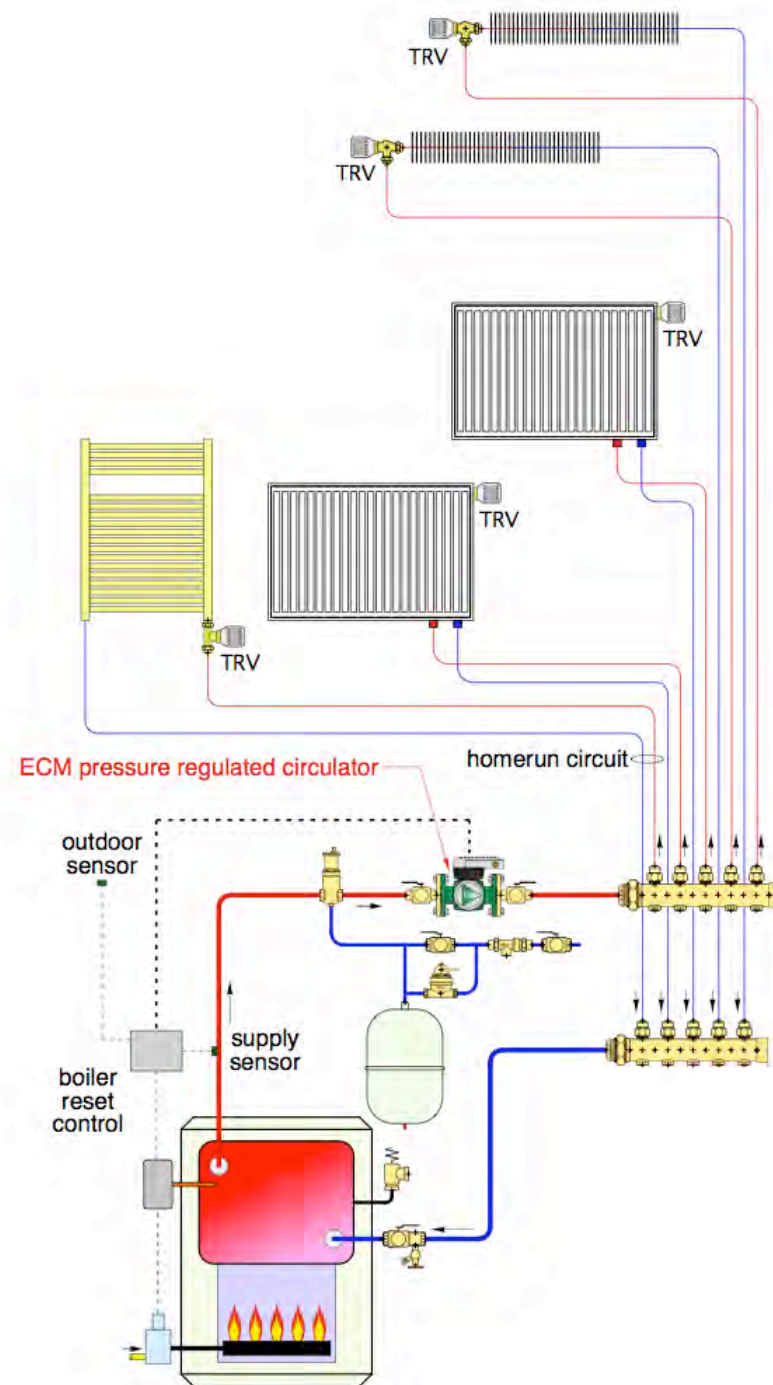 TRV
TRV
TRV
TRV
TRV
homerun circuit
ECM pressure regulated circulator
outdoor
sensor
supply
sensor
boiler
reset
control